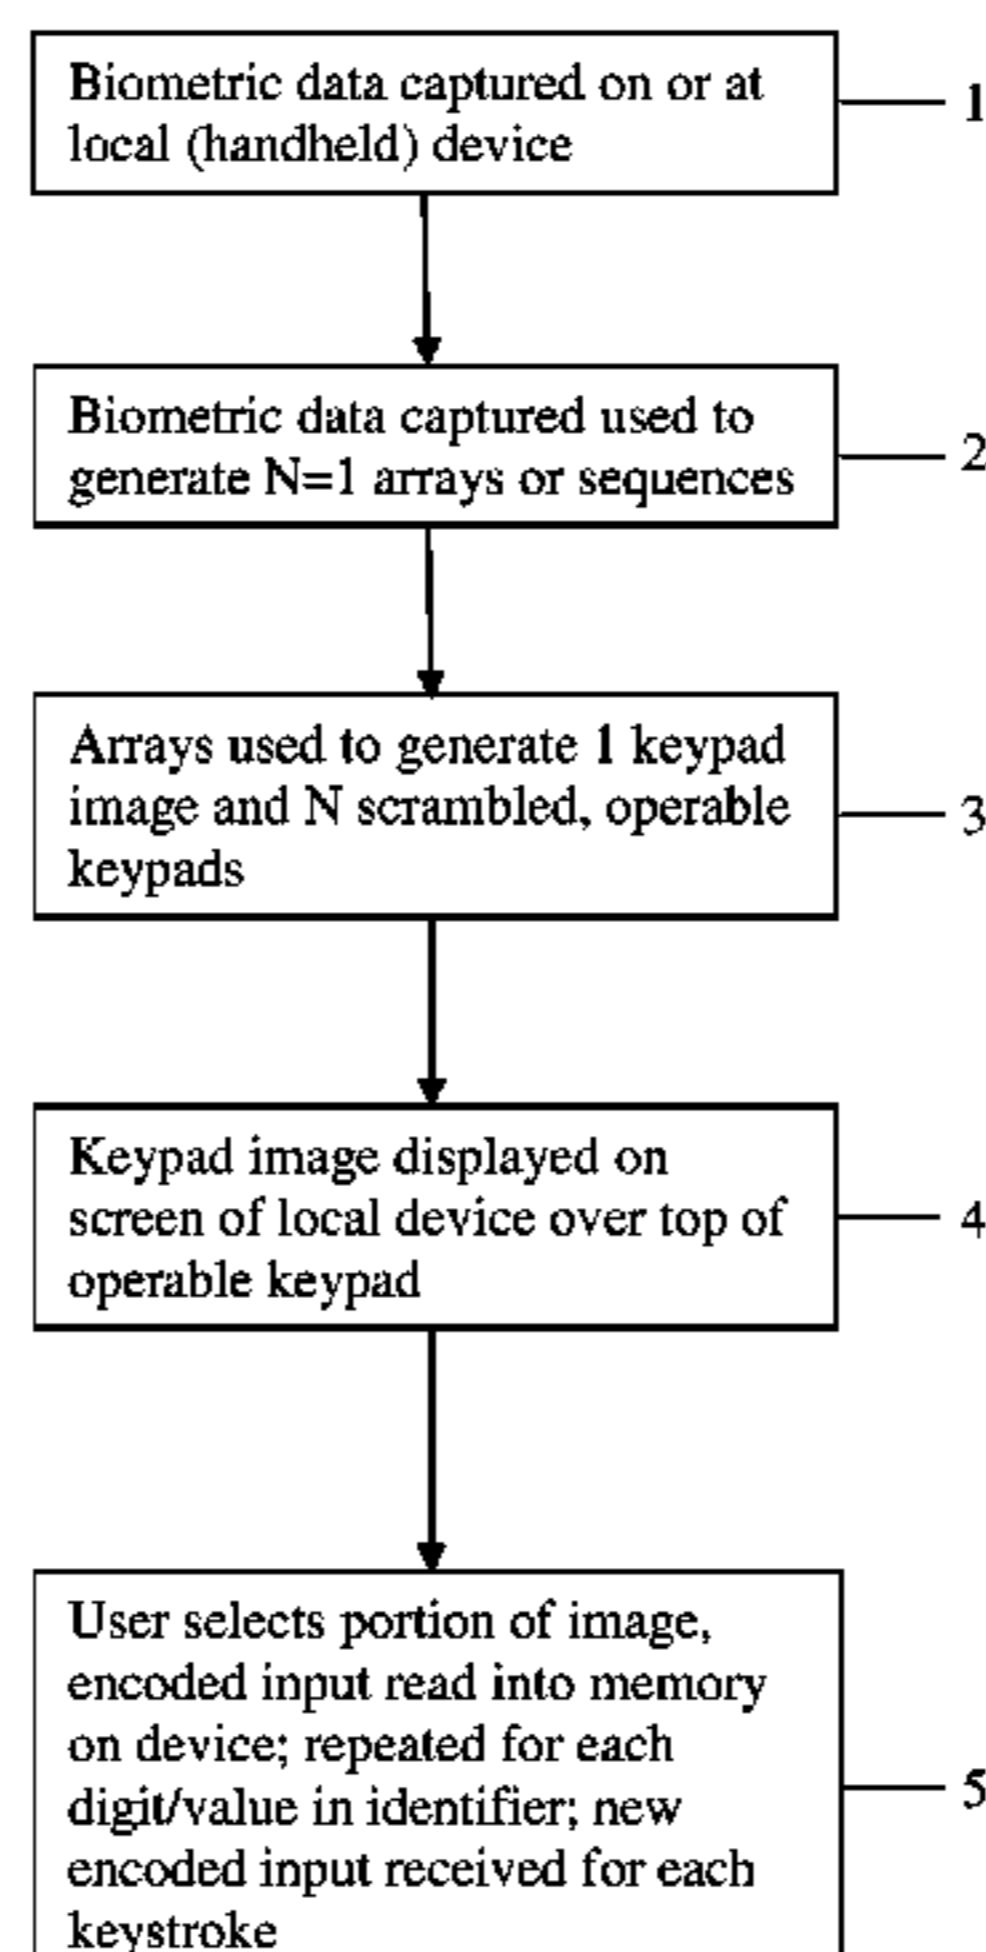 Biometric data captured on or at
local (handheld) device
1
Biometric data captured used to
generate N=1 arrays or sequences
2
Arrays used to generate 1 keypad
image and N scrambled, operable
keypads
3
Keypad image displayed on
screen of local device over top of
operable keypad
4
User selects portion of image,
encoded input read into memory
on device; repeated for each
digit/value in identifier; new
encoded input received for each
keystroke
5